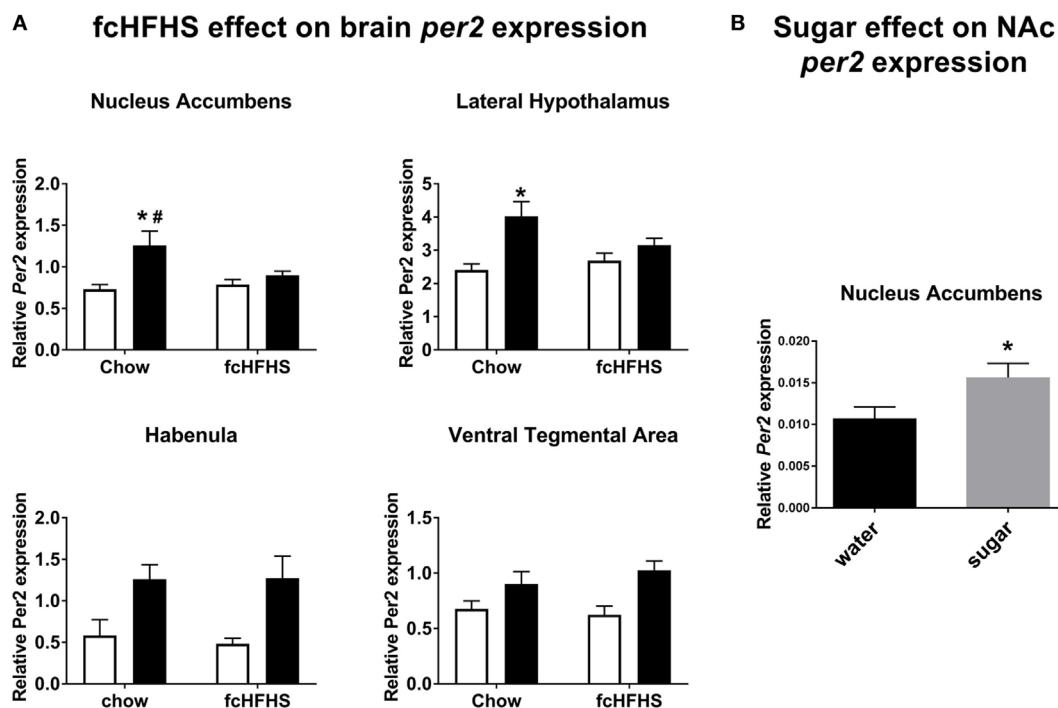 A
fcHFHS effect on brain per2 expression
B
Sugar effect on NAc
per2 expression
Nucleus Accumbens
Relative Per2 expression
2.0
1.5
1.0
0.5
0.0
* #
Chow
fcHFHS
Lateral Hypothalamus
Relative Per2 expression
5
4
3
2
1
0
*
Chow
fcHFHS
Habenula
Relative Per2 expression
2.0
1.5
1.0
0.5
0.0
chow
fcHFHS
Ventral Tegmental Area
Relative Per2 expression
1.5
1.0
0.5
0.0
Chow
fcHFHS
Nucleus Accumbens
Relative Per2 expression
0.020
0.015
0.010
0.005
0.000
*
water
sugar